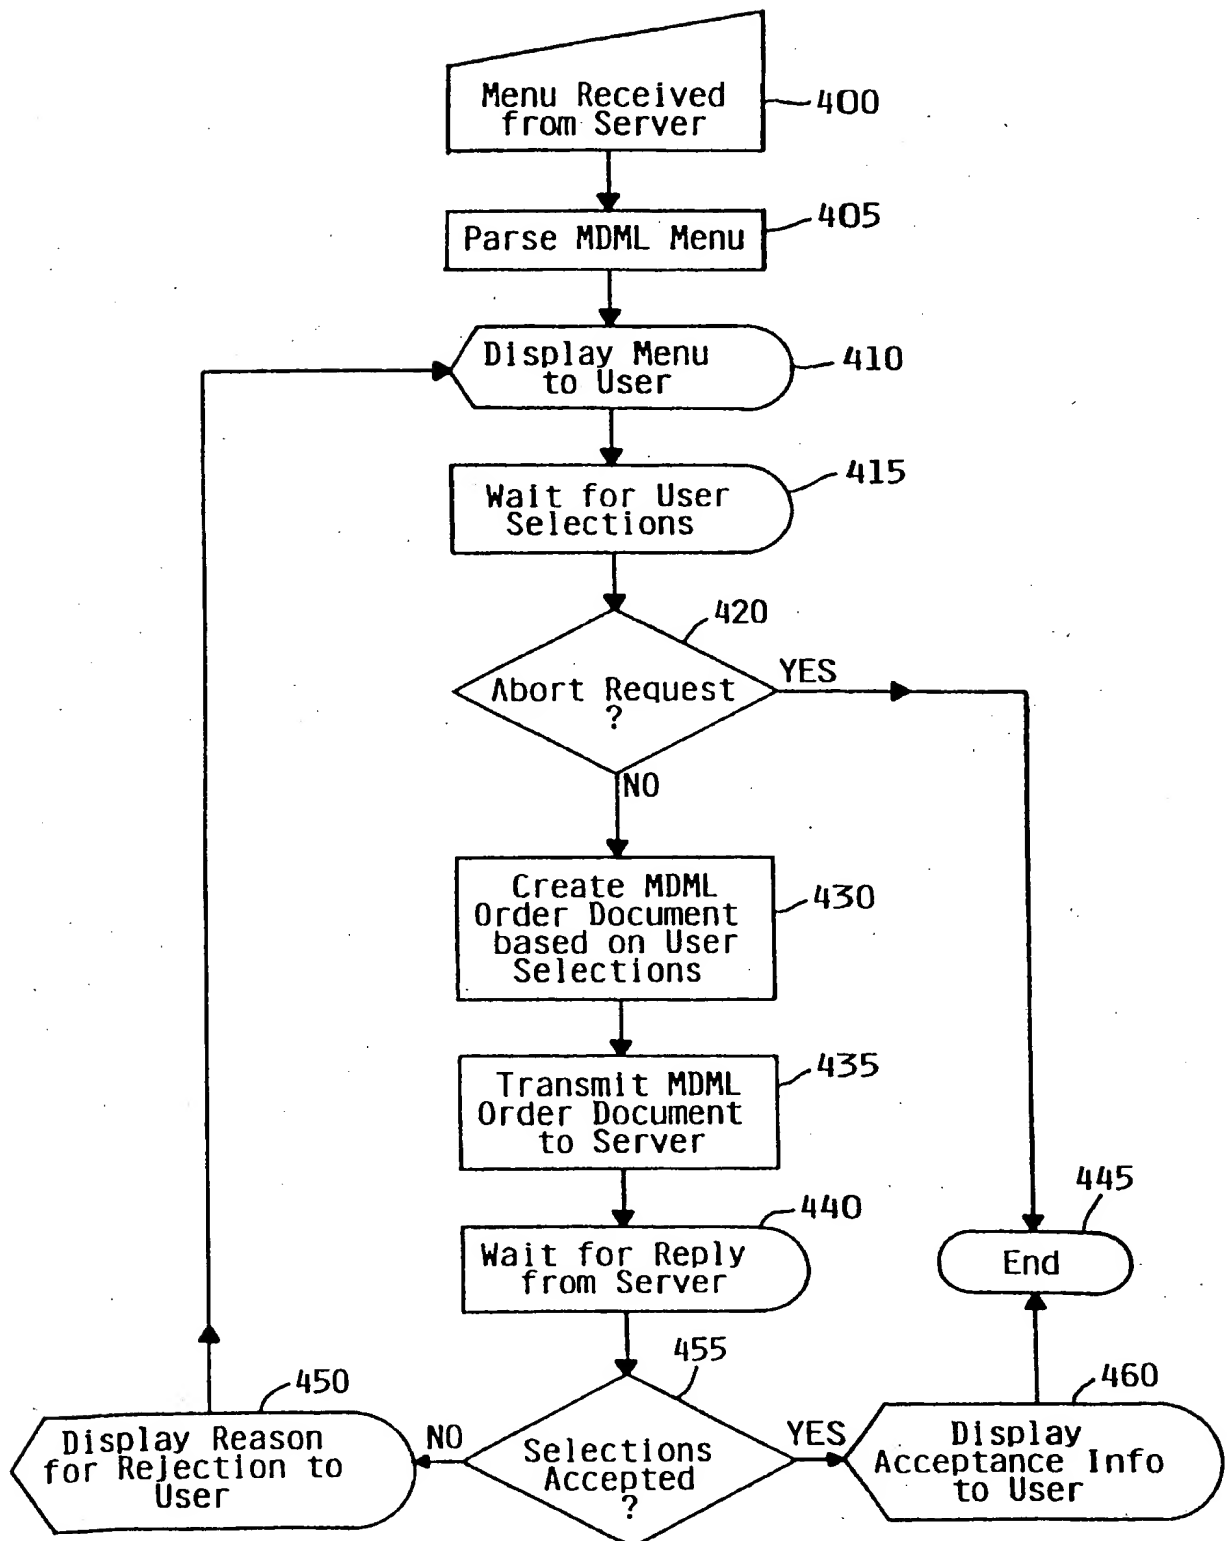 Menu Received
from Server
400
Parse MDML Menu
405
Display Menu
to User
410
Wait for User
Selections
415
420
Abort Request
?
YES
NO
Create MDML
Order Document
based on User
Selections
430
Transmit MDML
Order Document
to Server
435
440
Wait for Reply
from Server
445
End
455
450
460
Display Reason
for Rejection to
User
NO
Selections
Accepted
?
YES
Display
Acceptance Info
to User